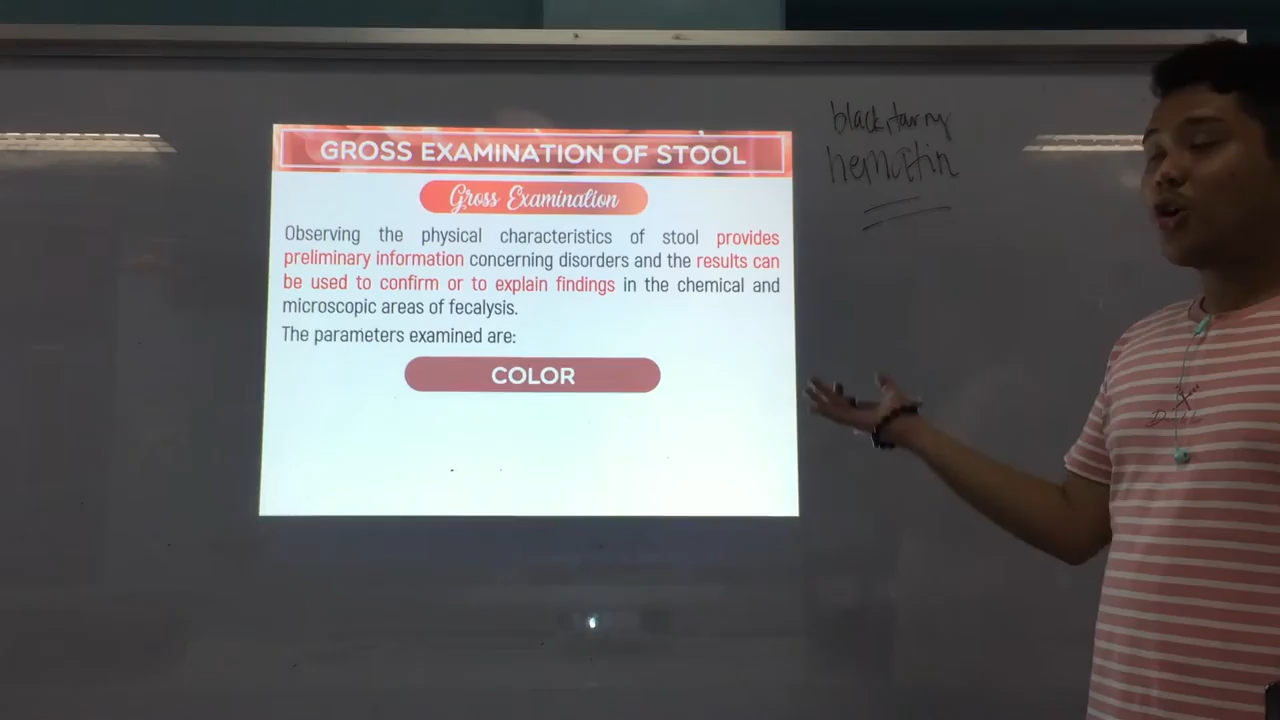 GROSS EXAMINATION OF STOOL
Gross Examination
Observing the physical characteristics of stool provides
preliminary information concerning disorders and the results can
be used to confirm or to explain findings in the chemical and
microscopic areas of fecalysis.
The parameters examined are:
COLOR
black, tarry
hematin